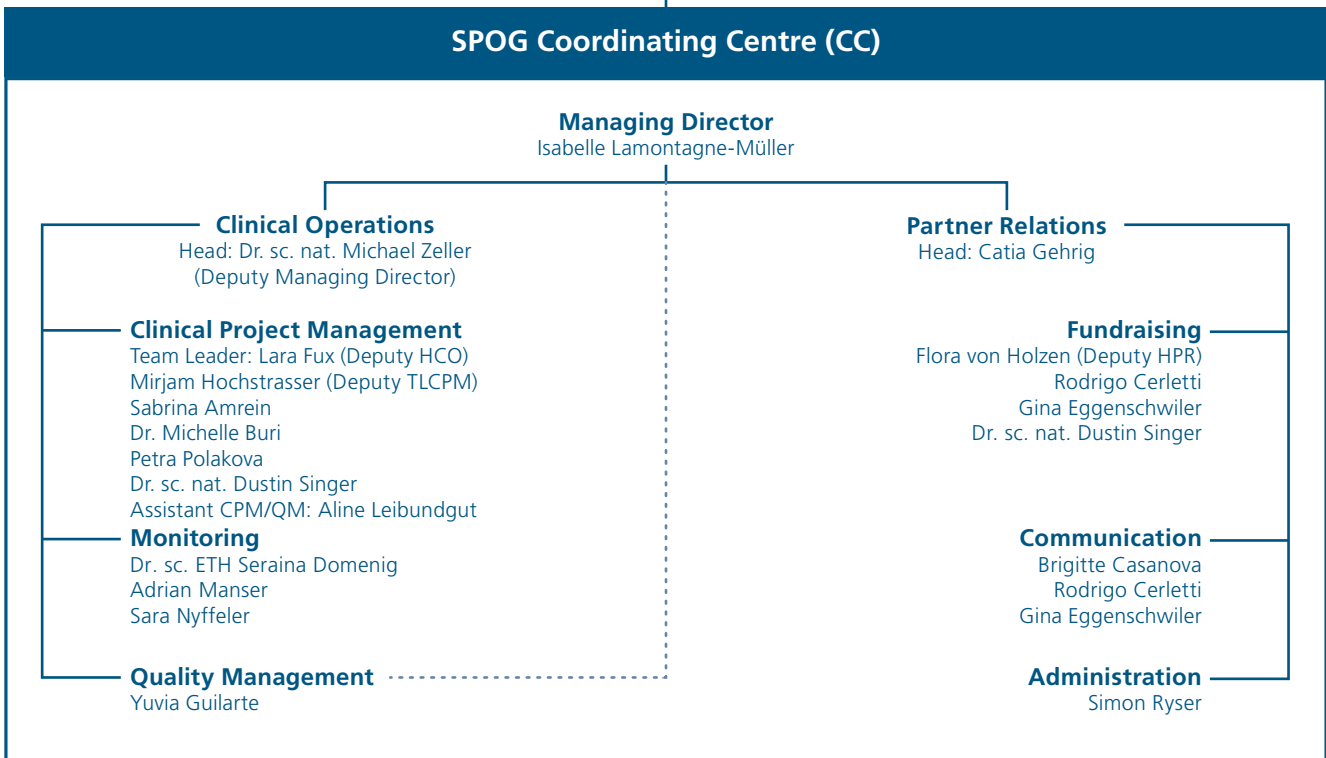 SPOG Coordinating Centre (CC)
Managing Director
Isabelle Lamontagne-Müller
Clinical Operations
Head: Dr. sc. nat. Michael Zeller
(Deputy Managing Director)
Clinical Project Management
Team Leader: Lara Fux (Deputy HCO)
Mirjam Hochstrasser (Deputy TLCPM)
Sabrina Amrein
Dr. Michelle Buri
Petra Polakova
Dr. sc. nat. Dustin Singer
Assistant CPM/QM: Aline Leibundgut
Monitoring
Dr. sc. ETH Seraina Domenig
Adrian Manser
Sara Nyffeler
Quality Management
Yuvia Guilarte
Partner Relations
Head: Catia Gehrig
Fundraising
Flora von Holzen (Deputy HPR)
Rodrigo Cerletti
Gina Eggenschwiler
Dr. sc. nat. Dustin Singer
Communication
Brigitte Casanova
Rodrigo Cerletti
Gina Eggenschwiler
Administration
Simon Ryser